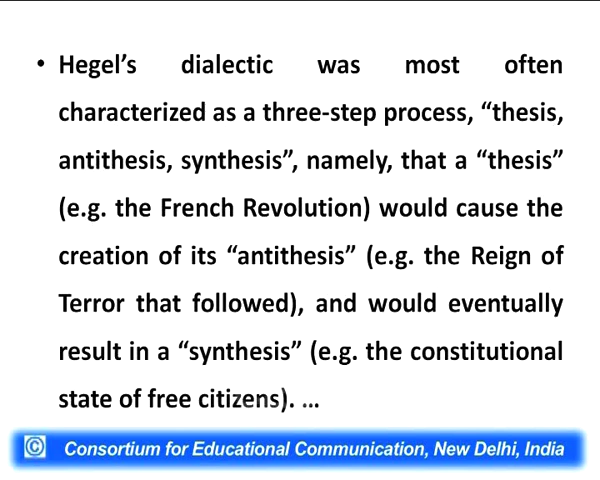 • Hegel’s dialectic was most often
characterized as a three-step process, “thesis,
antithesis, synthesis”, namely, that a “thesis”
(e.g. the French Revolution) would cause the
creation of its “antithesis” (e.g. the Reign of
Terror that followed), and would eventually
result in a “synthesis” (e.g. the constitutional
state of free citizens). ...
© Consortium for Educational Communication, New Delhi, India